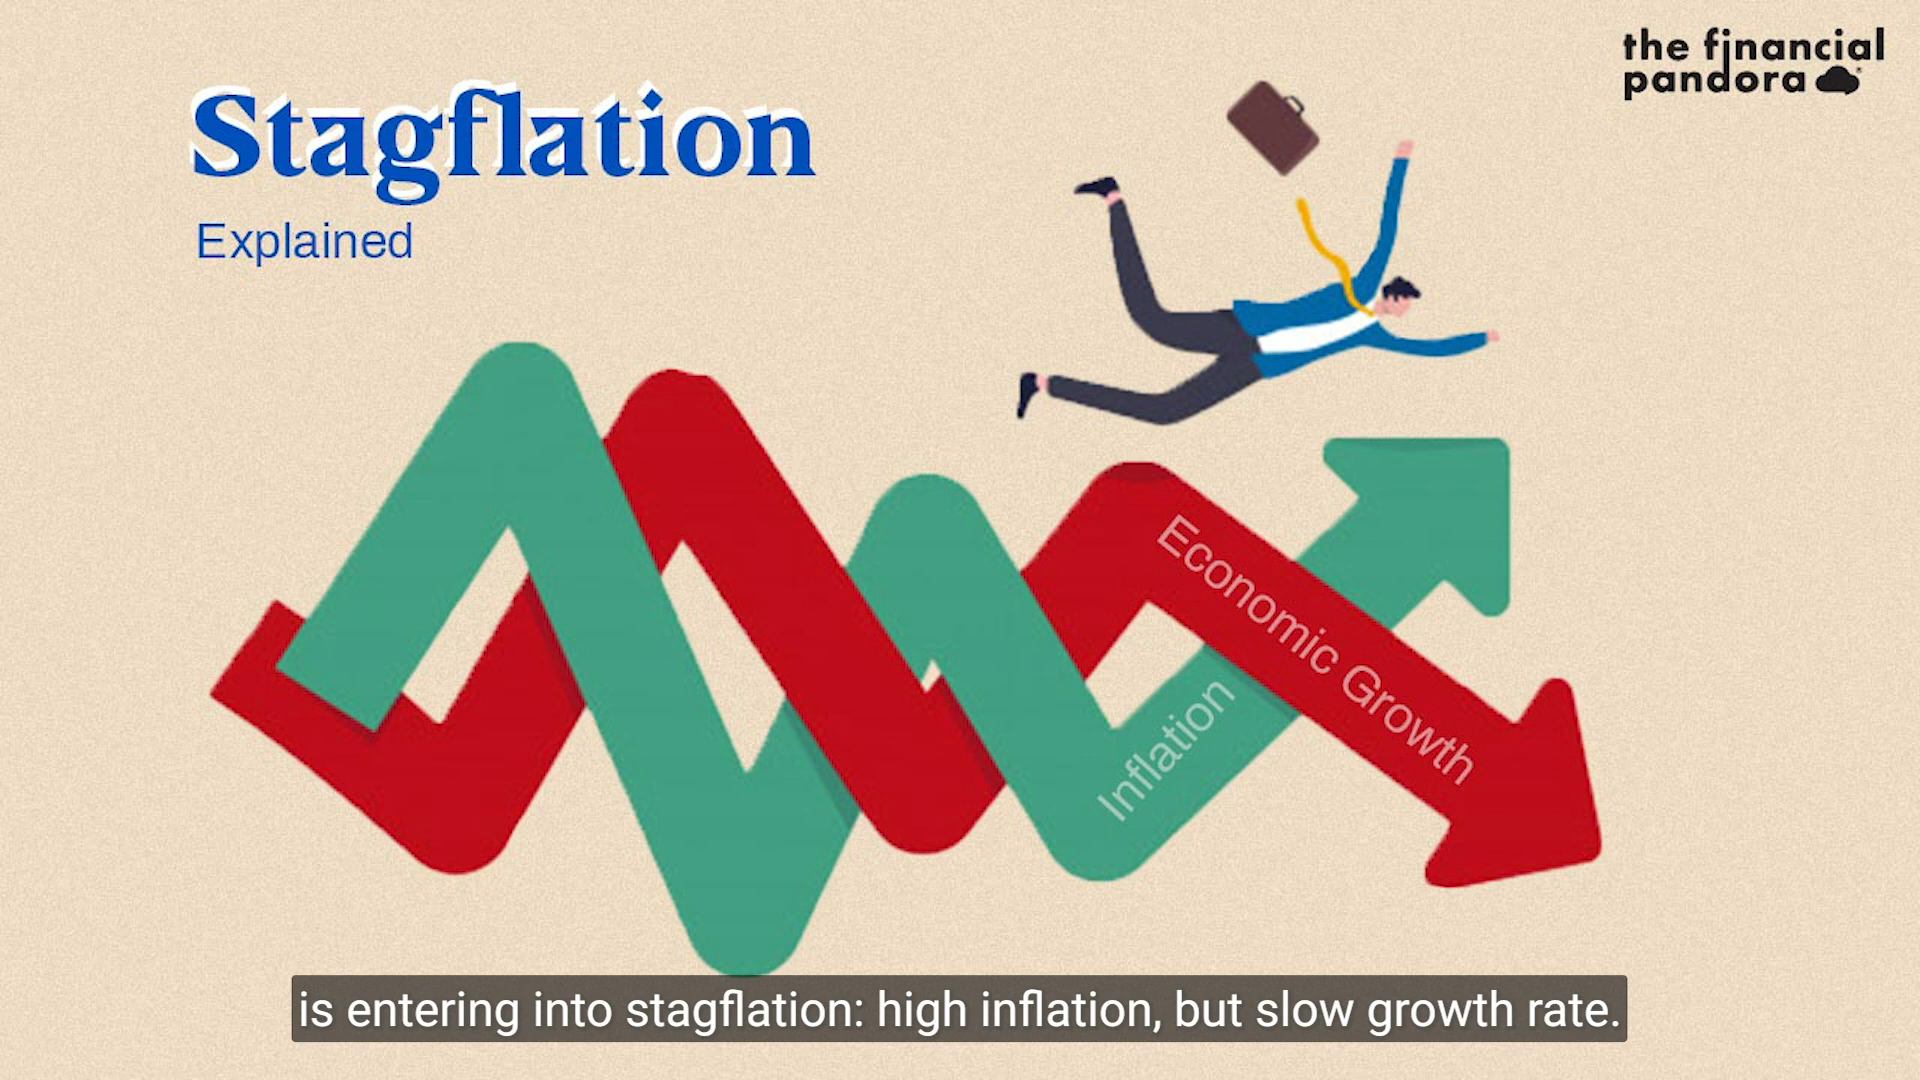 the financial
pandora
Stagflation
Explained
Economic Growth
Inflation
is entering into stagflation: high inflation, but slow growth rate.